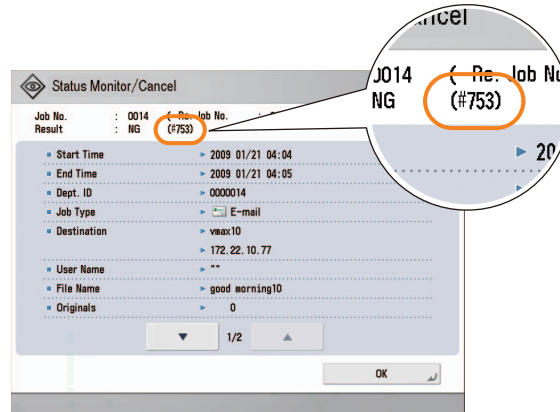 Status Monitor/Cancel
Job No. : 0014 (-Re. Job No. :
Result : NG (#753)
Start Time ▶ 2009 01/21 04:04
End Time ▶ 2009 01/21 04:05
Dept. ID ▶ 0000014
Job Type ▶ E-mail
Destination ▶ vmax10
▶ 172.22.10.77
User Name ▶ ""
File Name ▶ good morning10
Originals ▶ 0
▼ 1/2 ▲
OK
ncel
0014 (-Re. Job No
NG (#753)
▶ 20